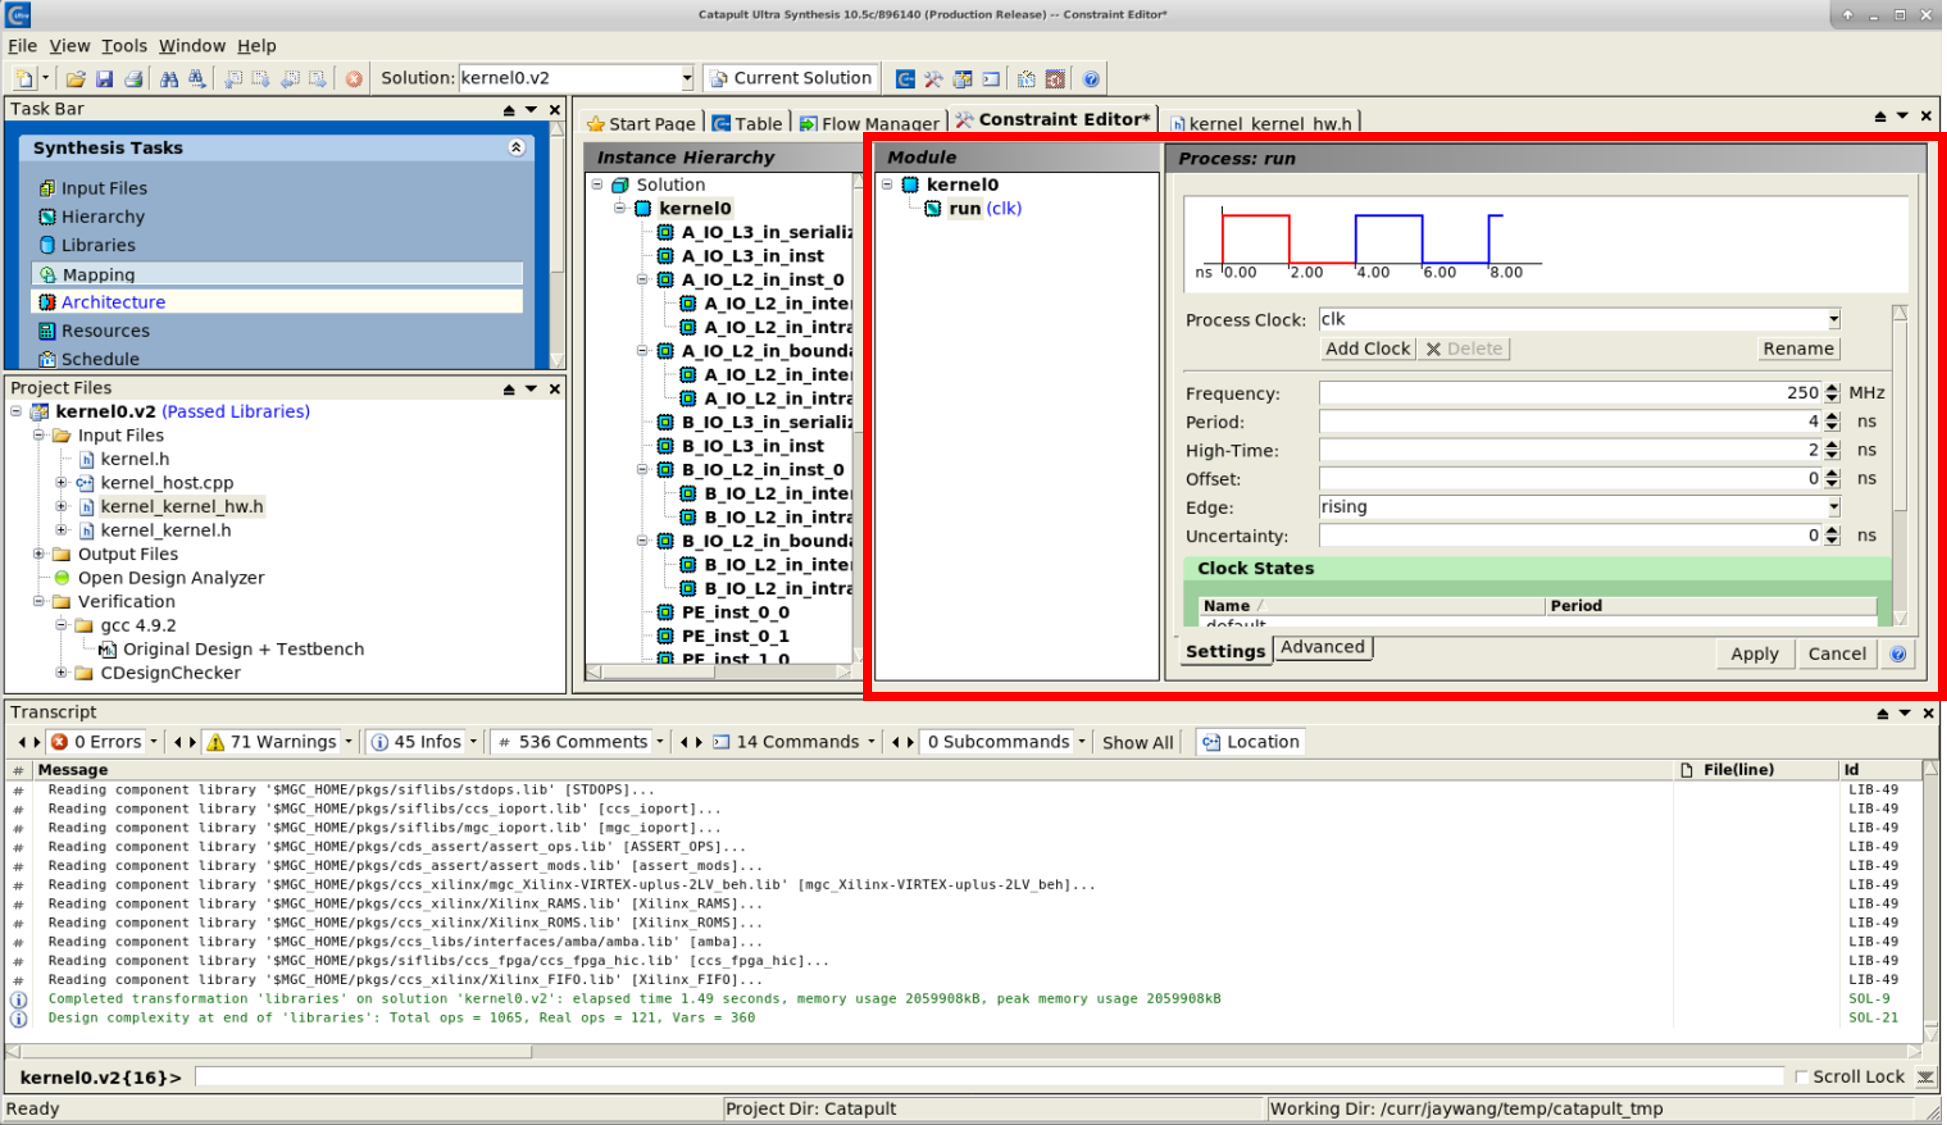 Catapult Ultra Synthesis 10.5c/896140 (Production Release) -- Constraint Editor*
File View Tools Window Help
Solution: kernel0.v2 Current Solution
Task Bar
Synthesis Tasks
Input Files
Hierarchy
Libraries
Mapping
Architecture
Resources
Schedule
Project Files
kernel0.v2 (Passed Libraries)
Input Files
kernel.h
kernel_host.cpp
kernel_kernel_hw.h
kernel_kernel.h
Output Files
Open Design Analyzer
Verification
gcc 4.9.2
Original Design + Testbench
CDesignChecker
Start Page Table Flow Manager Constraint Editor* kernel_kernel_hw.h
Instance Hierarchy
Solution
kernel0
A_IO_L3_in_serializ
A_IO_L3_in_inst
A_IO_L2_in_inst_0
A_IO_L2_in_inter
A_IO_L2_in_intra
A_IO_L2_in_bounda
A_IO_L2_in_inter
A_IO_L2_in_intra
B_IO_L3_in_serializ
B_IO_L3_in_inst
B_IO_L2_in_inst_0
B_IO_L2_in_inter
B_IO_L2_in_intra
B_IO_L2_in_bounda
B_IO_L2_in_inter
B_IO_L2_in_intra
PE_inst_0_0
PE_inst_0_1
PE_inst_1_0
Module
kernel0
run (clk)
Process: run
ns 0.00 2.00 4.00 6.00 8.00
Process Clock: clk
Add Clock Delete Rename
Frequency: 250 MHz
Period: 4 ns
High-Time: 2 ns
Offset: 0 ns
Edge: rising
Uncertainty: 0 ns
Clock States
Name Period
default
Settings Advanced Apply Cancel
Transcript
0 Errors 71 Warnings 45 Infos # 536 Comments 14 Commands 0 Subcommands Show All Location
# Message File(line) Id
# Reading component library '$MGC_HOME/pkgs/siflibs/stdops.lib' [STDOPS]... LIB-49
# Reading component library '$MGC_HOME/pkgs/siflibs/ccs_ioport.lib' [ccs_ioport]... LIB-49
# Reading component library '$MGC_HOME/pkgs/siflibs/mgc_ioport.lib' [mgc_ioport]... LIB-49
# Reading component library '$MGC_HOME/pkgs/cds_assert/assert_ops.lib' [ASSERT_OPS]... LIB-49
# Reading component library '$MGC_HOME/pkgs/cds_assert/assert_mods.lib' [assert_mods]... LIB-49
# Reading component library '$MGC_HOME/pkgs/ccs_xilinx/mgc_Xilinx-VIRTEX-uplus-2LV_beh.lib' [mgc_Xilinx-VIRTEX-uplus-2LV_beh]... LIB-49
# Reading component library '$MGC_HOME/pkgs/ccs_xilinx/Xilinx_RAMS.lib' [Xilinx_RAMS]... LIB-49
# Reading component library '$MGC_HOME/pkgs/ccs_xilinx/Xilinx_ROMS.lib' [Xilinx_ROMS]... LIB-49
# Reading component library '$MGC_HOME/pkgs/ccs_libs/interfaces/amba/amba.lib' [amba]... LIB-49
# Reading component library '$MGC_HOME/pkgs/siflibs/ccs_fpga/ccs_fpga_hic.lib' [ccs_fpga_hic]... LIB-49
# Reading component library '$MGC_HOME/pkgs/ccs_xilinx/Xilinx_FIFO.lib' [Xilinx_FIFO]... LIB-49
Completed transformation 'libraries' on solution 'kernel0.v2': elapsed time 1.49 seconds, memory usage 2059908kB, peak memory usage 2059908kB SOL-9
Design complexity at end of 'libraries': Total ops = 1065, Real ops = 121, Vars = 360 SOL-21
kernel0.v2{16}> Scroll Lock
Ready Project Dir: Catapult Working Dir: /curr/jaywang/temp/catapult_tmp